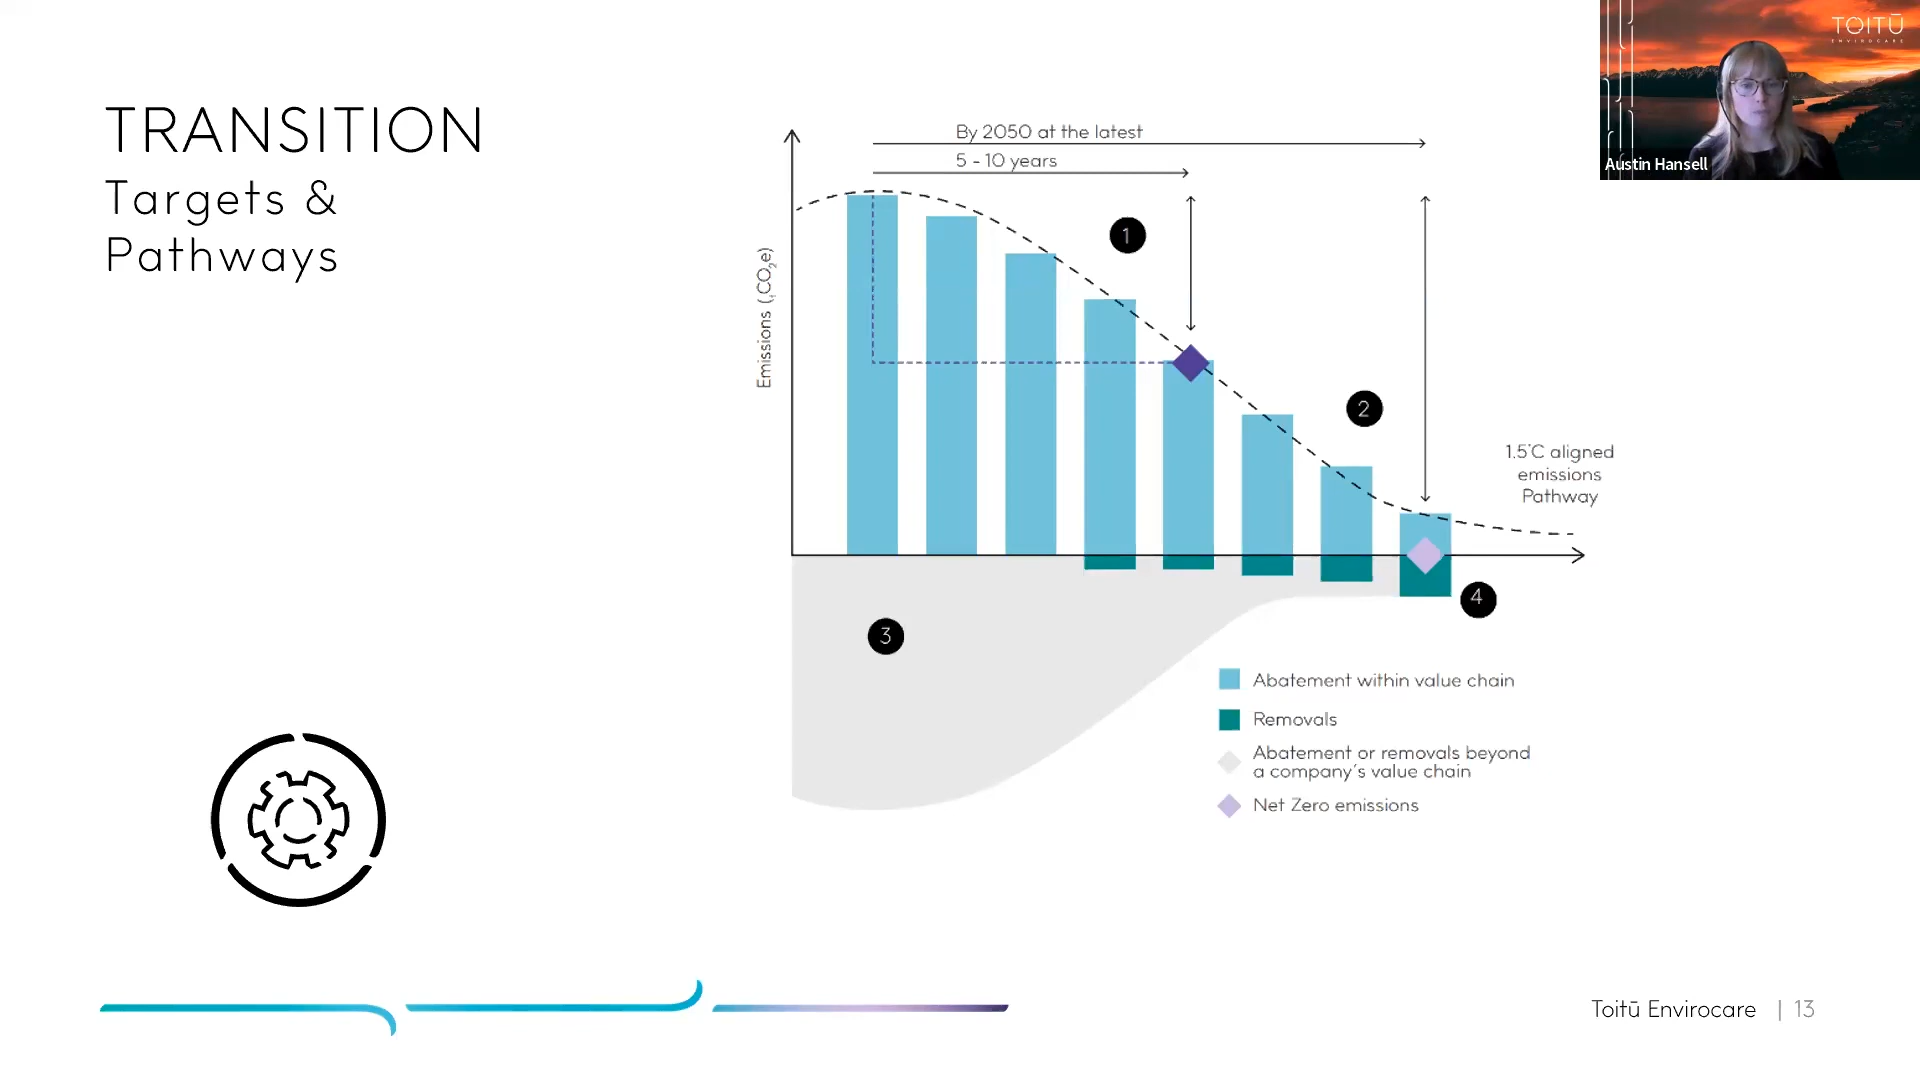 TRANSITION
Targets &
Pathways
By 2050 at the latest
5 - 10 years
Emissions (tCO2e)
1
2
3
4
1.5°C aligned
emissions
Pathway
Abatement within value chain
Removals
Abatement or removals beyond
a company's value chain
Net Zero emissions
TOITŪ
ENVIROCARE
Austin Hansell
Toitū Envirocare | 13